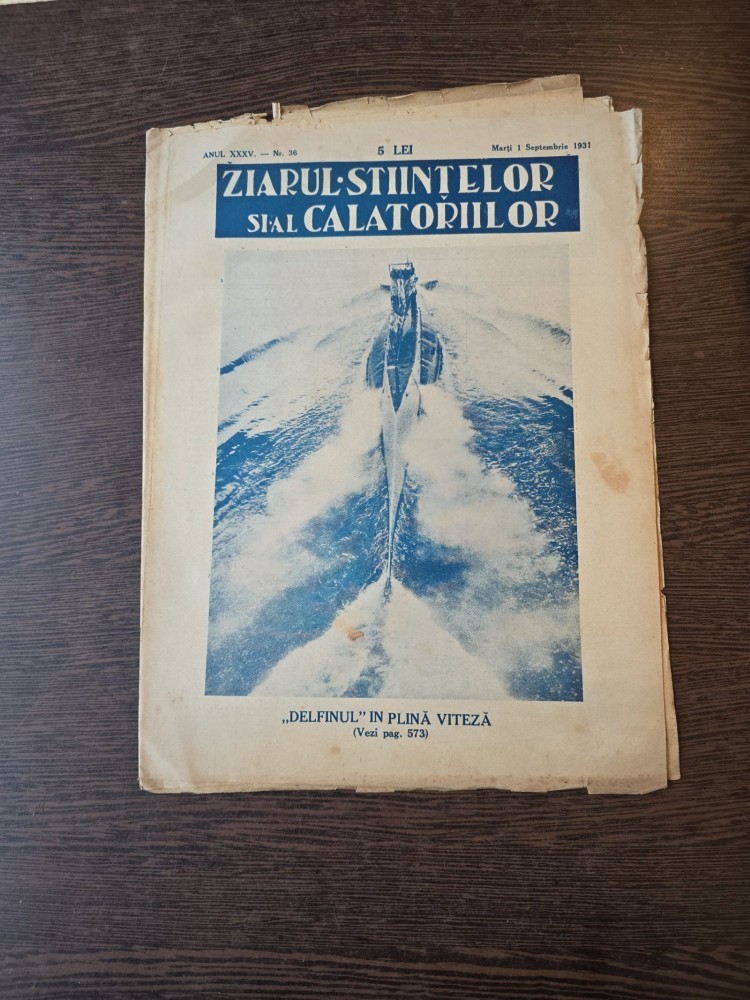 ANUL XXXV. — Nr. 36 5 LEI Marți 1 Septembrie 1931
ZIARUL·STIINTELOR
SI·AL CALATORIILOR
„DELFINUL" IN PLINĂ VITEZĂ
(Vezi pag. 573)